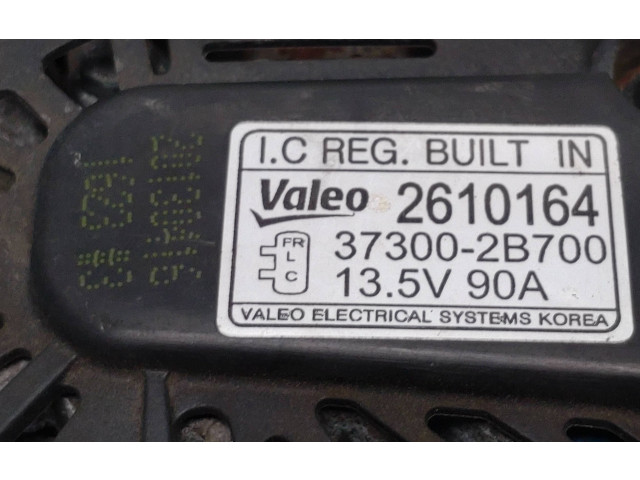 I.C REG. BUILT IN
Valeo 2610164
FR
L
C
37300-2B700
13.5V 90A
VALEO ELECTRICAL SYSTEMS KOREA